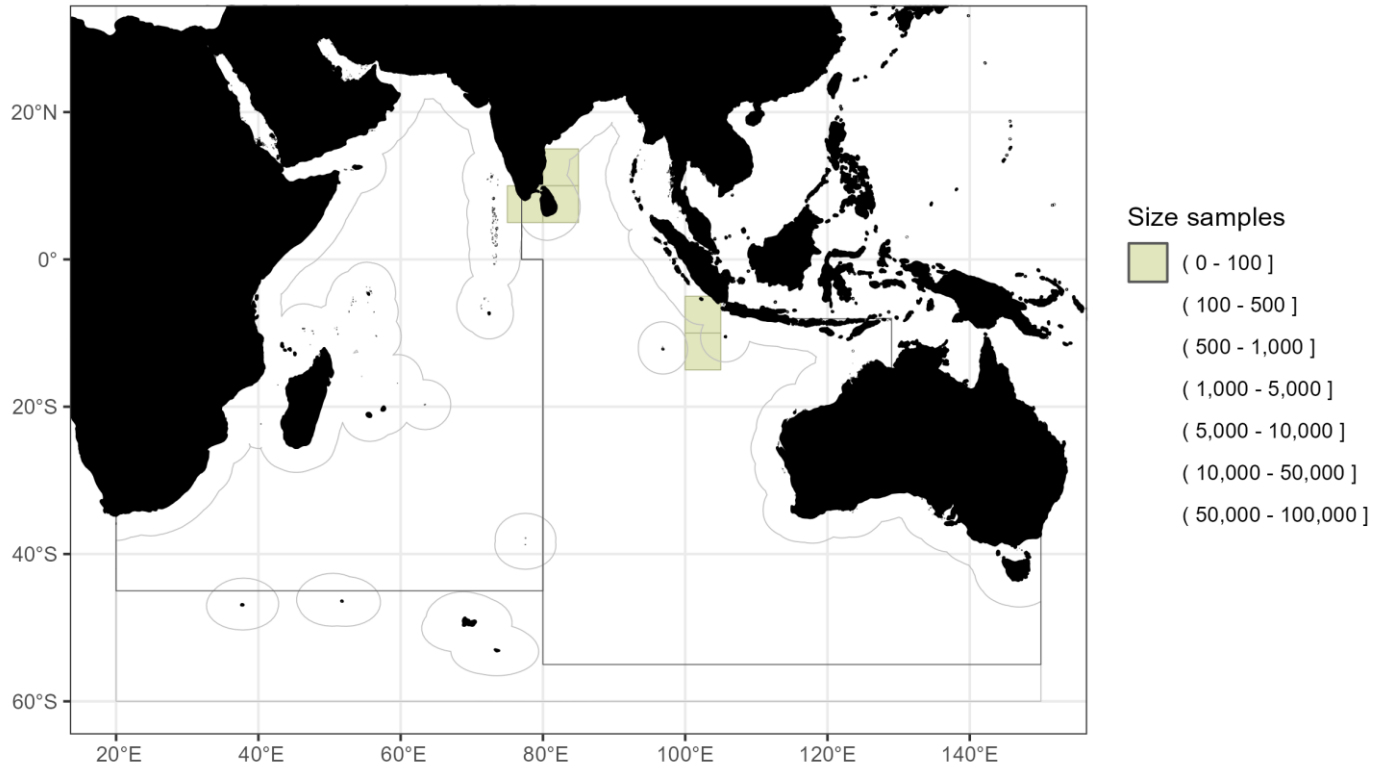 20°N
0°
20°S
40°S
60°S
20°E 40°E 60°E 80°E 100°E 120°E 140°E
Size samples
( 0 - 100 ]
( 100 - 500 ]
( 500 - 1,000 ]
( 1,000 - 5,000 ]
( 5,000 - 10,000 ]
( 10,000 - 50,000 ]
( 50,000 - 100,000 ]